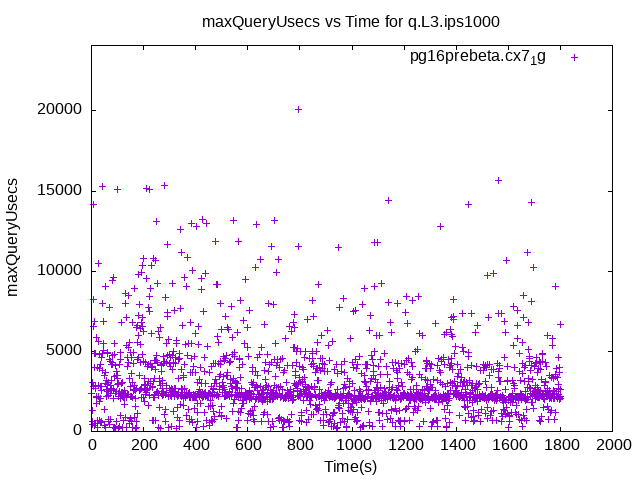 maxQueryUsecs vs Time for q.L3.ips1000
pg16prebeta.cx7₁g
20000
15000
10000
5000
0
maxQueryUsecs
0 200 400 600 800 1000 1200 1400 1600 1800 2000
Time(s)